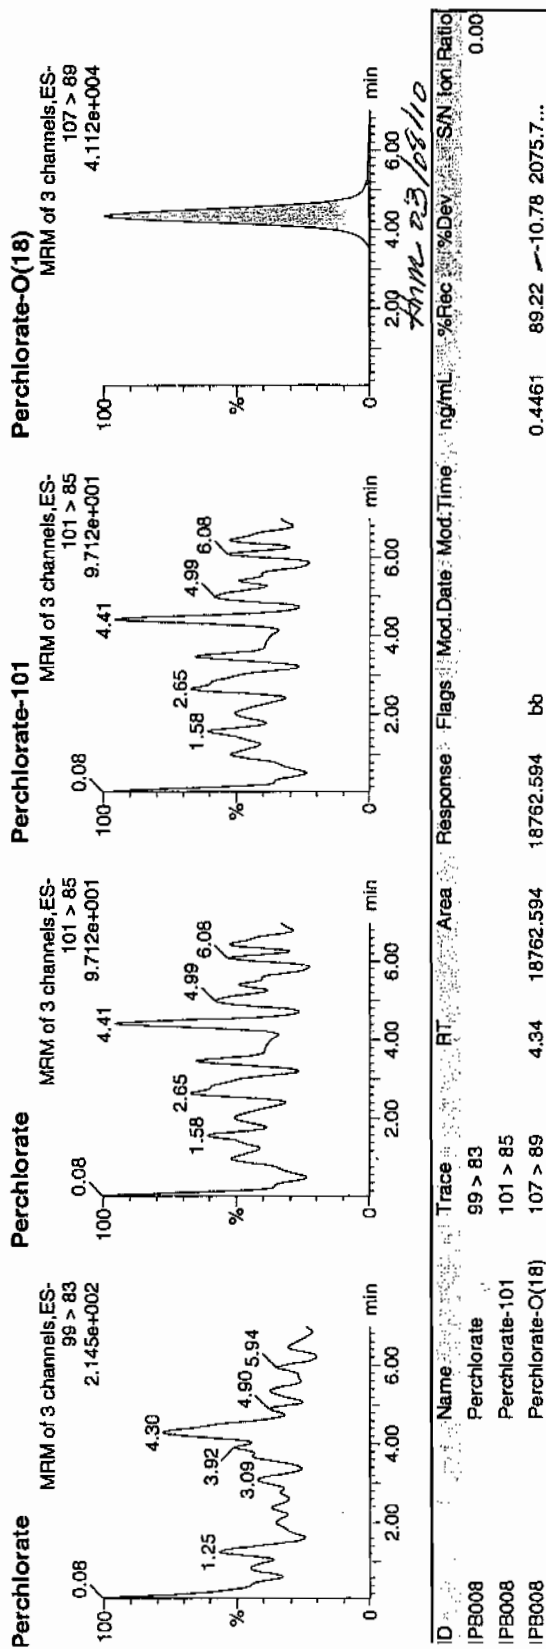 Perchlorate
MRM of 3 channels,ES-
99 > 83
2.145e+002
100
%
0
0.08
1.25
3.09
3.92
4.30
4.90
5.94
2.00
4.00
6.00
min
Perchlorate
MRM of 3 channels,ES-
101 > 85
9.712e+001
100
%
0
0.08
1.58
2.65
4.41
4.99
6.08
2.00
4.00
6.00
min
Perchlorate-101
MRM of 3 channels,ES-
101 > 85
9.712e+001
100
%
0
0.08
1.58
2.65
4.41
4.99
6.08
2.00
4.00
6.00
min
Perchlorate-O(18)
MRM of 3 channels,ES-
107 > 89
4.112e+004
100
%
0
2.00
4.00
6.00
min
03/08/10
ID Name Trace RT Area Response Flags Mod.Date Mod.Time ng/mL %Rec %Dev S/N Ion Ratio
IPB008 Perchlorate 99 > 83 0.00
IPB008 Perchlorate-101 101 > 85
IPB008 Perchlorate-O(18) 107 > 89 4.34 18762.594 18762.594 bb 0.4461 89.22 -10.78 2075.7...